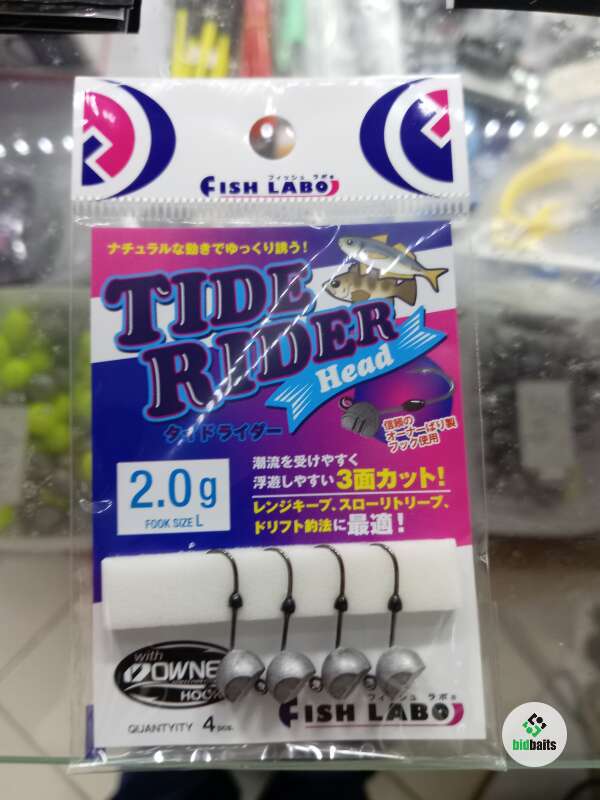 フィッシュ ラボ®
FISH LABO
ナチュラルな動きでゆっくり誘う!
TIDE
RIDER
Head
タイドライダー
信頼の
オーナーばり製
フック使用
2.0g
FOOK SIZE L
潮流を受けやすく
浮遊しやすい3面カット!
レンジキープ、スローリトリーブ、
ドリフト釣法に最適!
with
OWNE
HOOK
QUANTYITY 4pcs.
フィッシュ ラボ®
FISH LABO
bidbaits